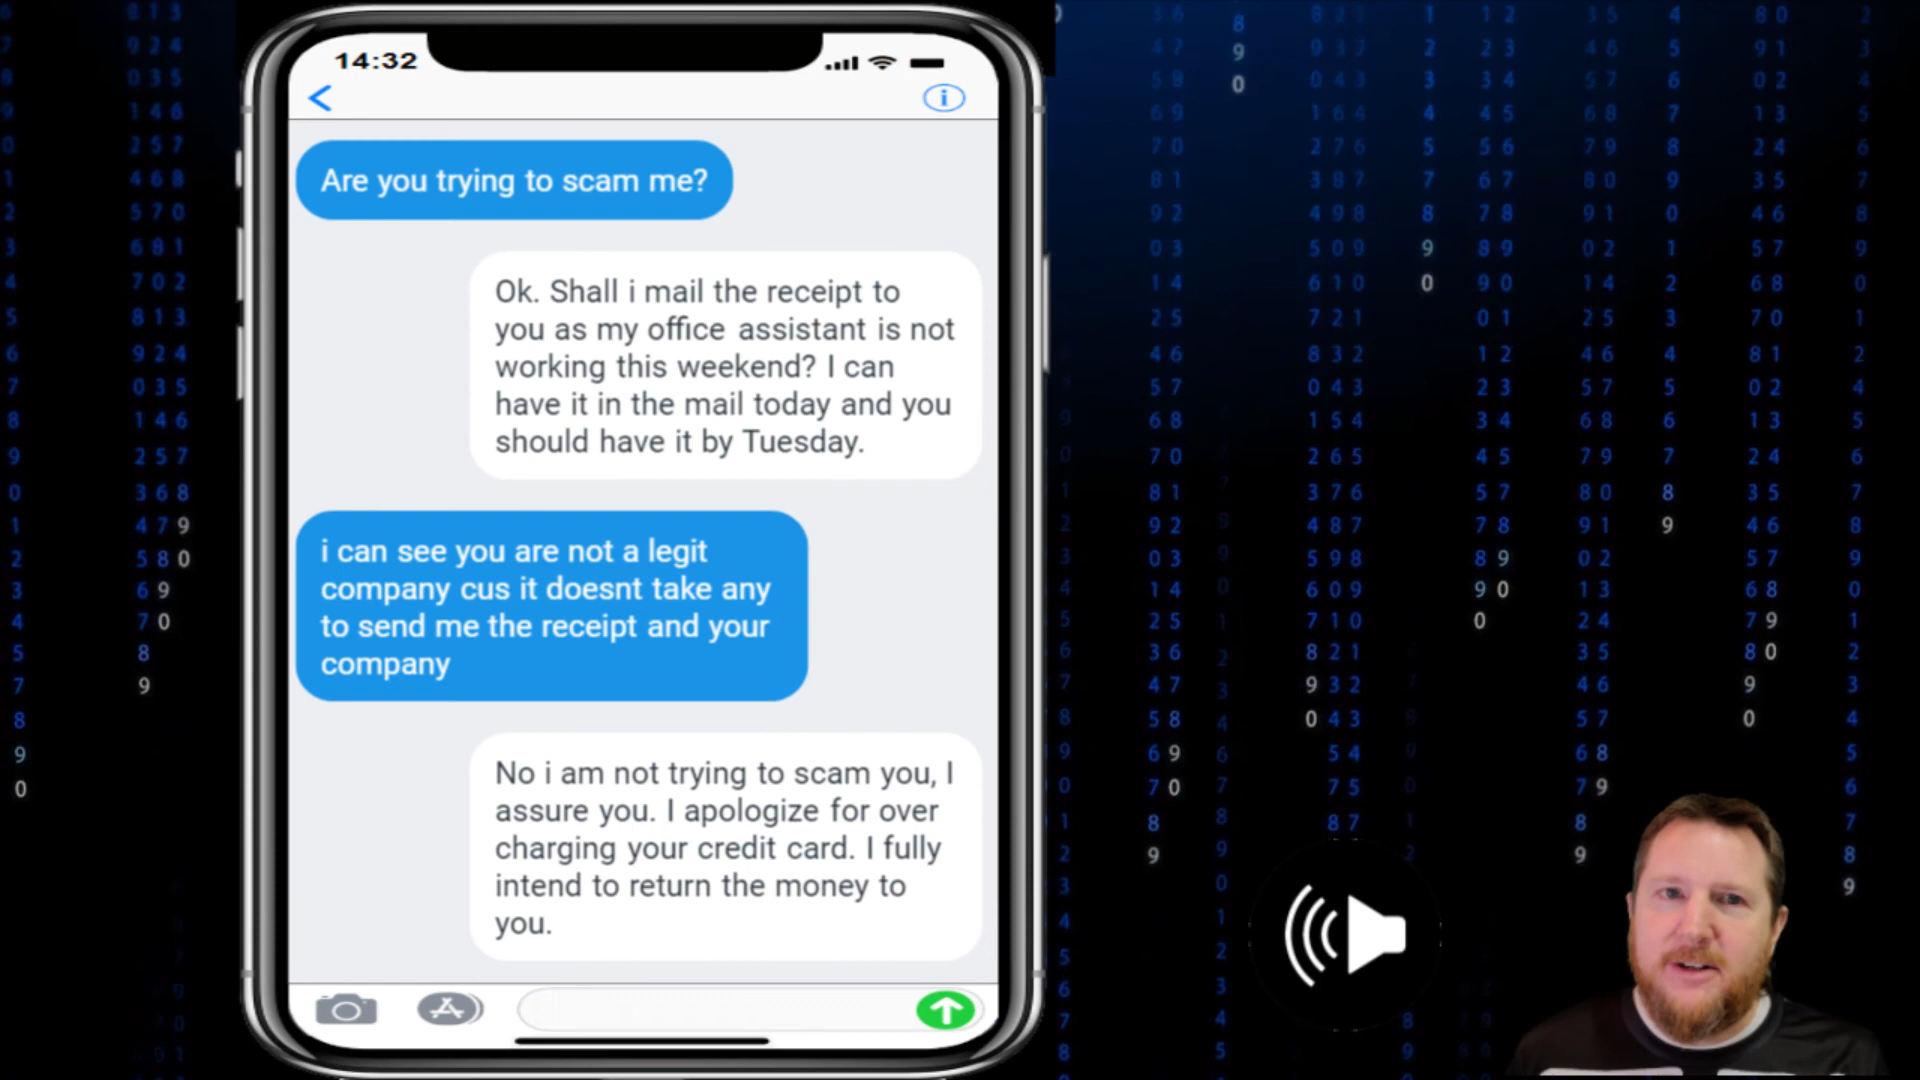 14:32
Are you trying to scam me?
Ok. Shall i mail the receipt to
you as my office assistant is not
working this weekend? I can
have it in the mail today and you
should have it by Tuesday.
i can see you are not a legit
company cus it doesnt take any
to send me the receipt and your
company
No i am not trying to scam you, I
assure you. I apologize for over
charging your credit card. I fully
intend to return the money to
you.